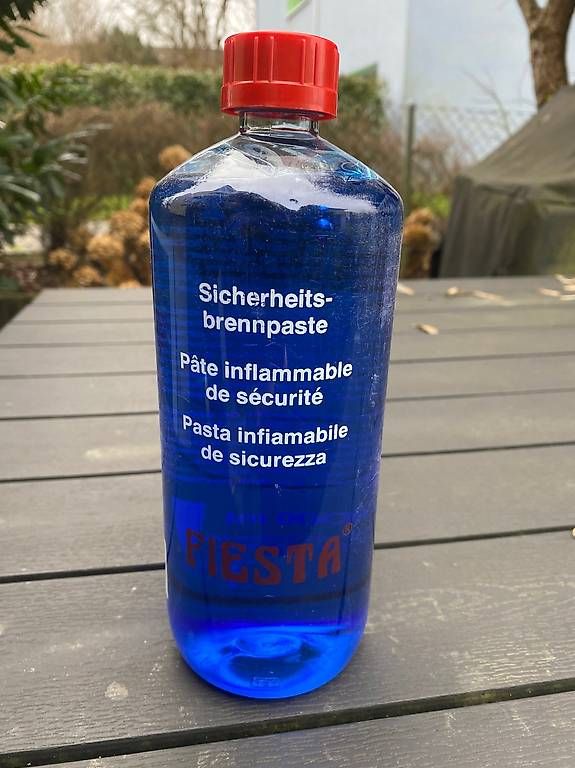 Sicherheits-
brennpaste
Pâte inflammable
de sécurité
Pasta infiamabile
de sicurezza
FIESTA®